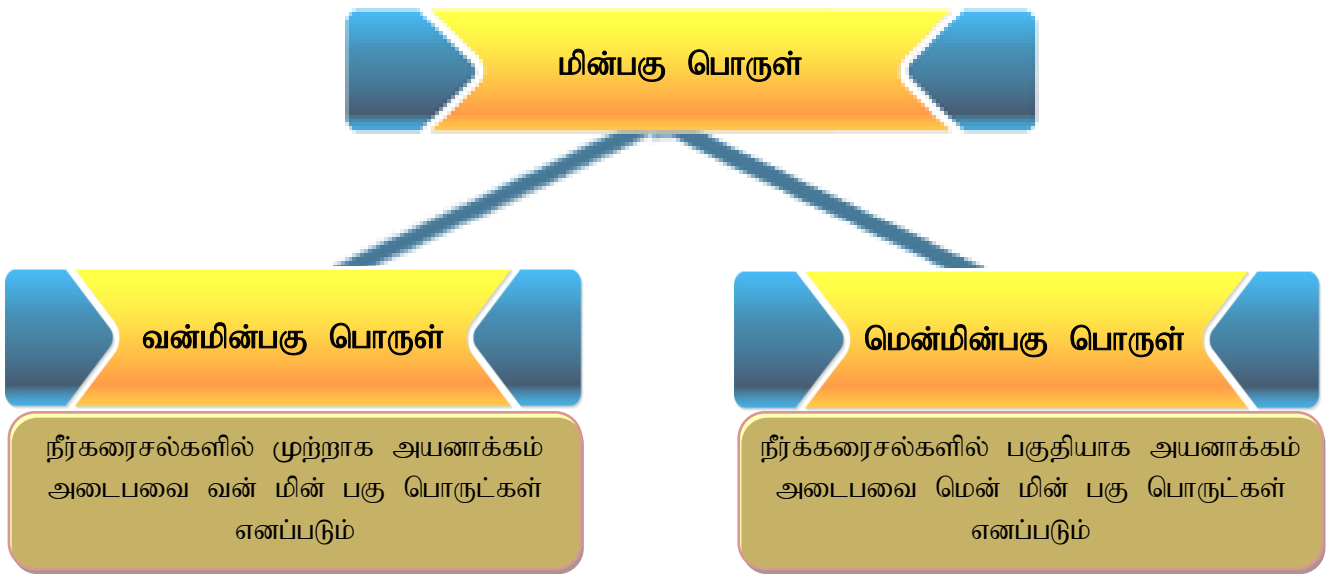 மின்பகு பொருள்
வன்மின்பகு பொருள்
நீர்கரைசல்களில் முற்றாக அயனாக்கம்
அடைபவை வன் மின் பகு பொருட்கள்
எனப்படும்
மென்மின்பகு பொருள்
நீர்க்கரைசல்களில் பகுதியாக அயனாக்கம்
அடைபவை மென் மின் பகு பொருட்கள்
எனப்படும்